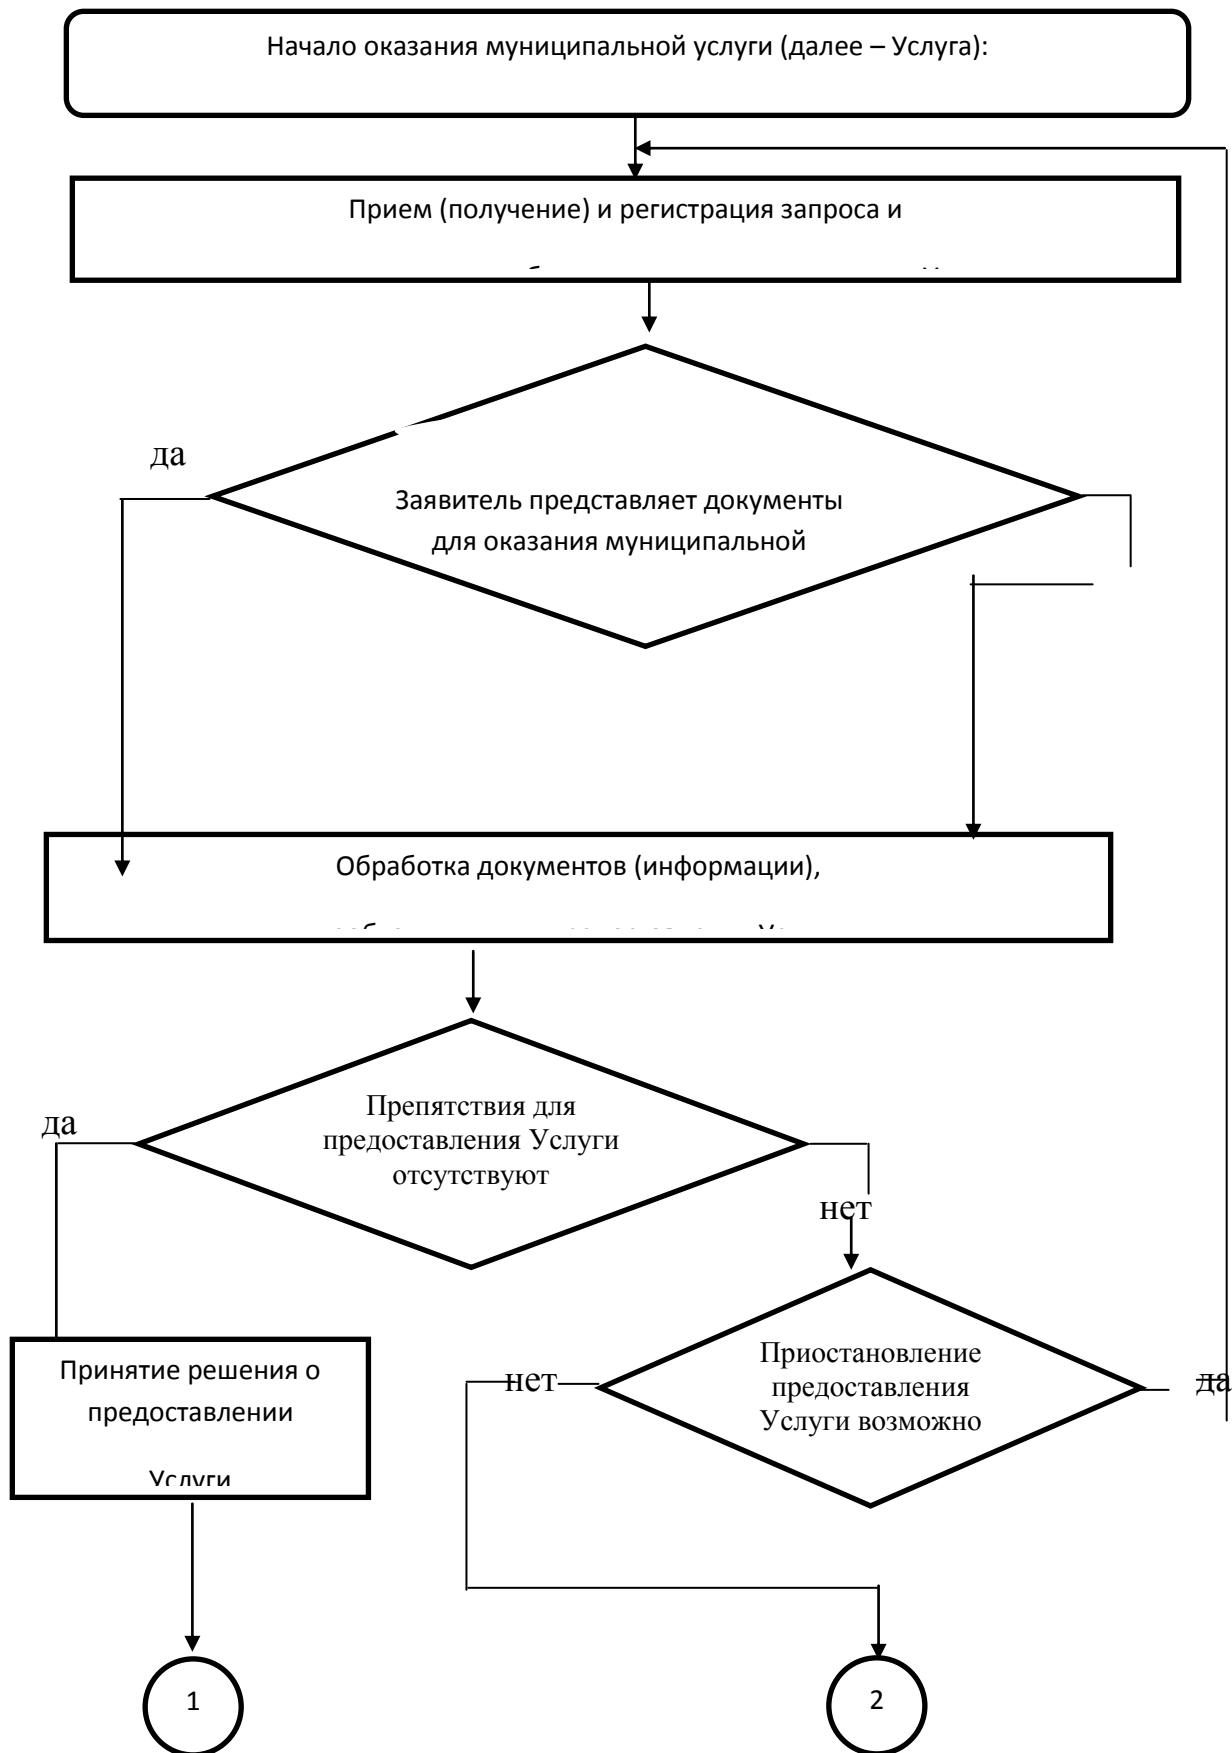 Начало оказания муниципальной услуги (далее – Услуга):
Прием (получение) и регистрация запроса и
да
Заявитель представляет документы
для оказания муниципальной
Обработка документов (информации),
да
Препятствия для
предоставления Услуги
отсутствуют
нет
Принятие решения о
предоставлении
Услуги
нет
Приостановление
предоставления
Услуги возможно
да
1
2